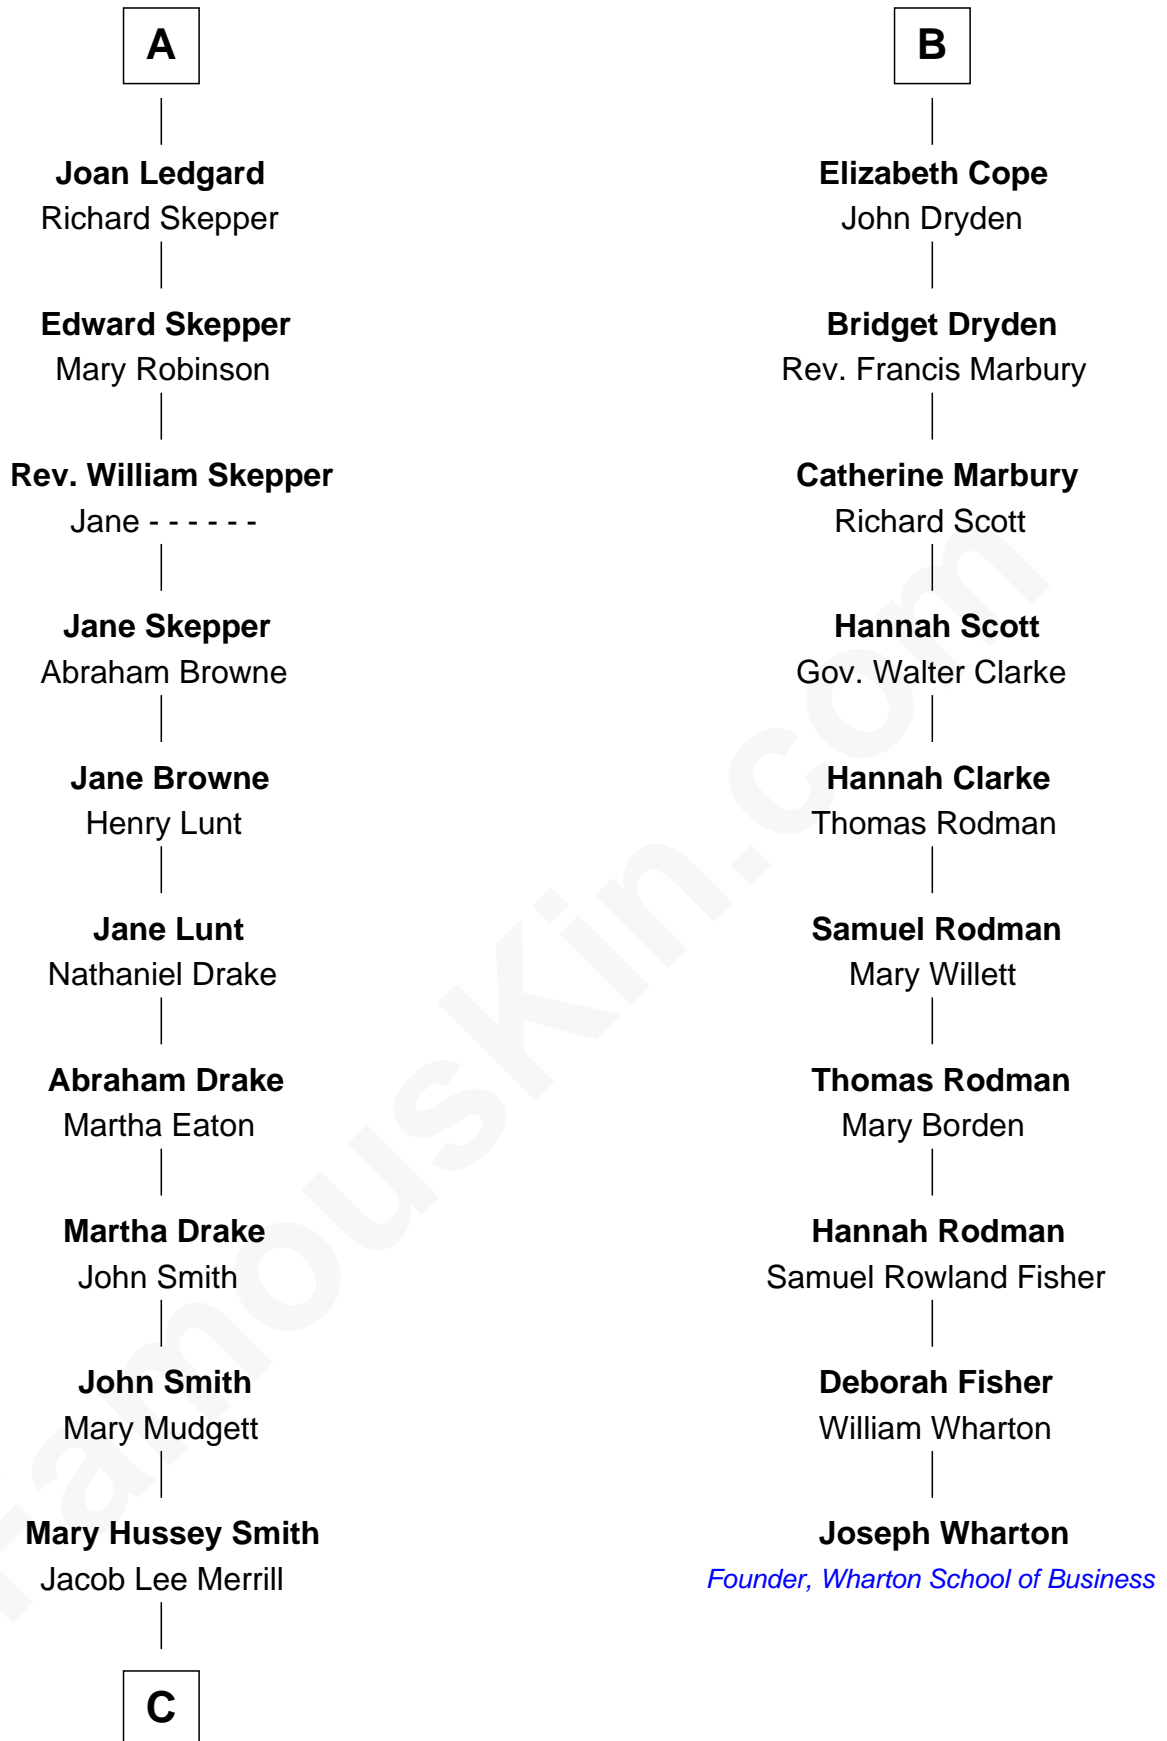 A
Joan Ledgard
Richard Skepper
Edward Skepper
Mary Robinson
Rev. William Skepper
Jane - - - - - -
Jane Skepper
Abraham Browne
Jane Browne
Henry Lunt
Jane Lunt
Nathaniel Drake
Abraham Drake
Martha Eaton
Martha Drake
John Smith
John Smith
Mary Mudgett
Mary Hussey Smith
Jacob Lee Merrill
C
B
Elizabeth Cope
John Dryden
Bridget Dryden
Rev. Francis Marbury
Catherine Marbury
Richard Scott
Hannah Scott
Gov. Walter Clarke
Hannah Clarke
Thomas Rodman
Samuel Rodman
Mary Willett
Thomas Rodman
Mary Borden
Hannah Rodman
Samuel Rowland Fisher
Deborah Fisher
William Wharton
Joseph Wharton
Founder, Wharton School of Business
FamousKin.com